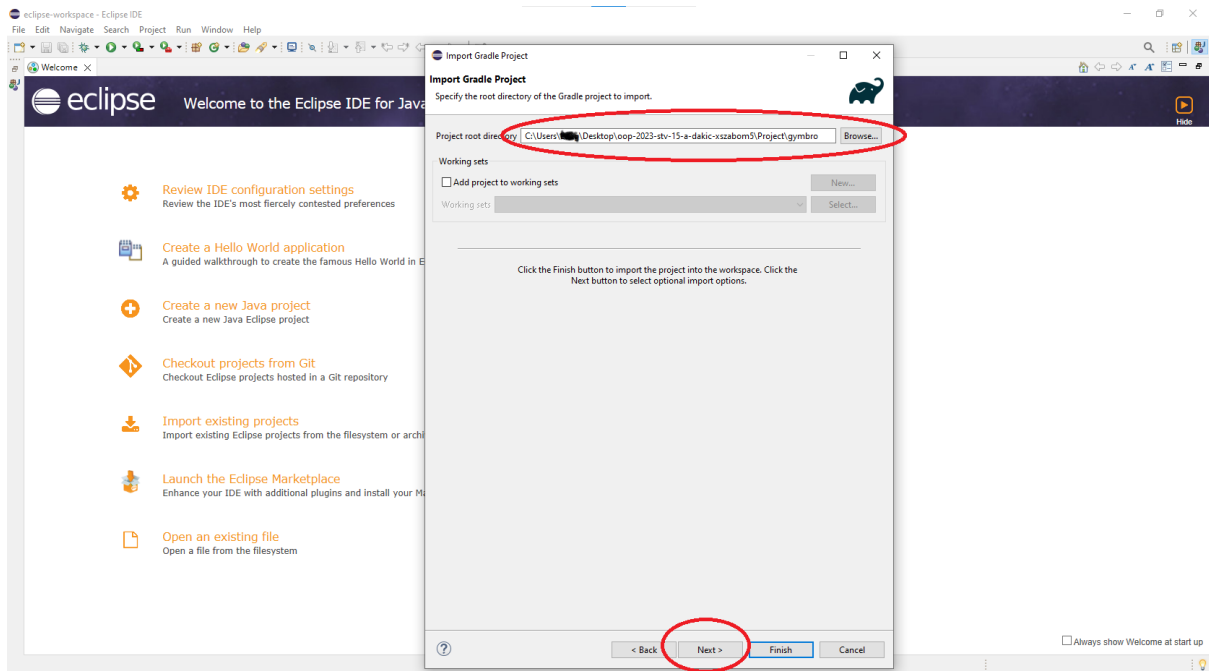 eclipse-workspace - Eclipse IDE
File Edit Navigate Search Project Run Window Help
Welcome
eclipse Welcome to the Eclipse IDE for Java
Hide
Review IDE configuration settings
Review the IDE's most fiercely contested preferences
Create a Hello World application
A guided walkthrough to create the famous Hello World in E
Create a new Java project
Create a new Java Eclipse project
Checkout projects from Git
Checkout Eclipse projects hosted in a Git repository
Import existing projects
Import existing Eclipse projects from the filesystem or archi
Launch the Eclipse Marketplace
Enhance your IDE with additional plugins and install your Ma
Open an existing file
Open a file from the filesystem
Import Gradle Project
Import Gradle Project
Specify the root directory of the Gradle project to import.
Project root directory C:\Users\ \Desktop\oop-2023-stv-15-a-dakic-xszabom5\Project\gymbro Browse...
Working sets
Add project to working sets New...
Working sets Select...
Click the Finish button to import the project into the workspace. Click the
Next button to select optional import options.
? < Back Next > Finish Cancel
Always show Welcome at start up